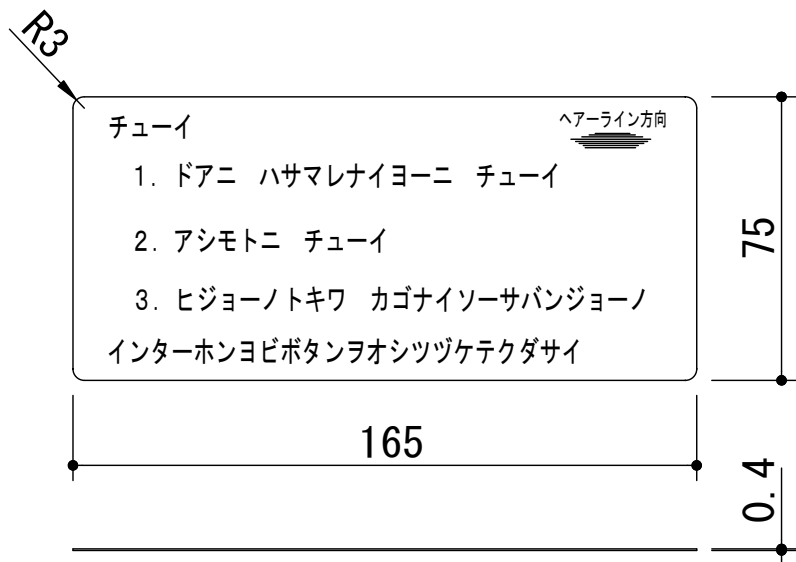 R3
チューイ
ヘアーライン方向
1. ドアニ　ハサマレナイヨーニ　チューイ
2. アシモトニ　チューイ
3. ヒジョーノトキワ　カゴナイソーサバンジョーノ
インターホンヨビボタンヲオシツヅケテクダサイ
75
165
0.4